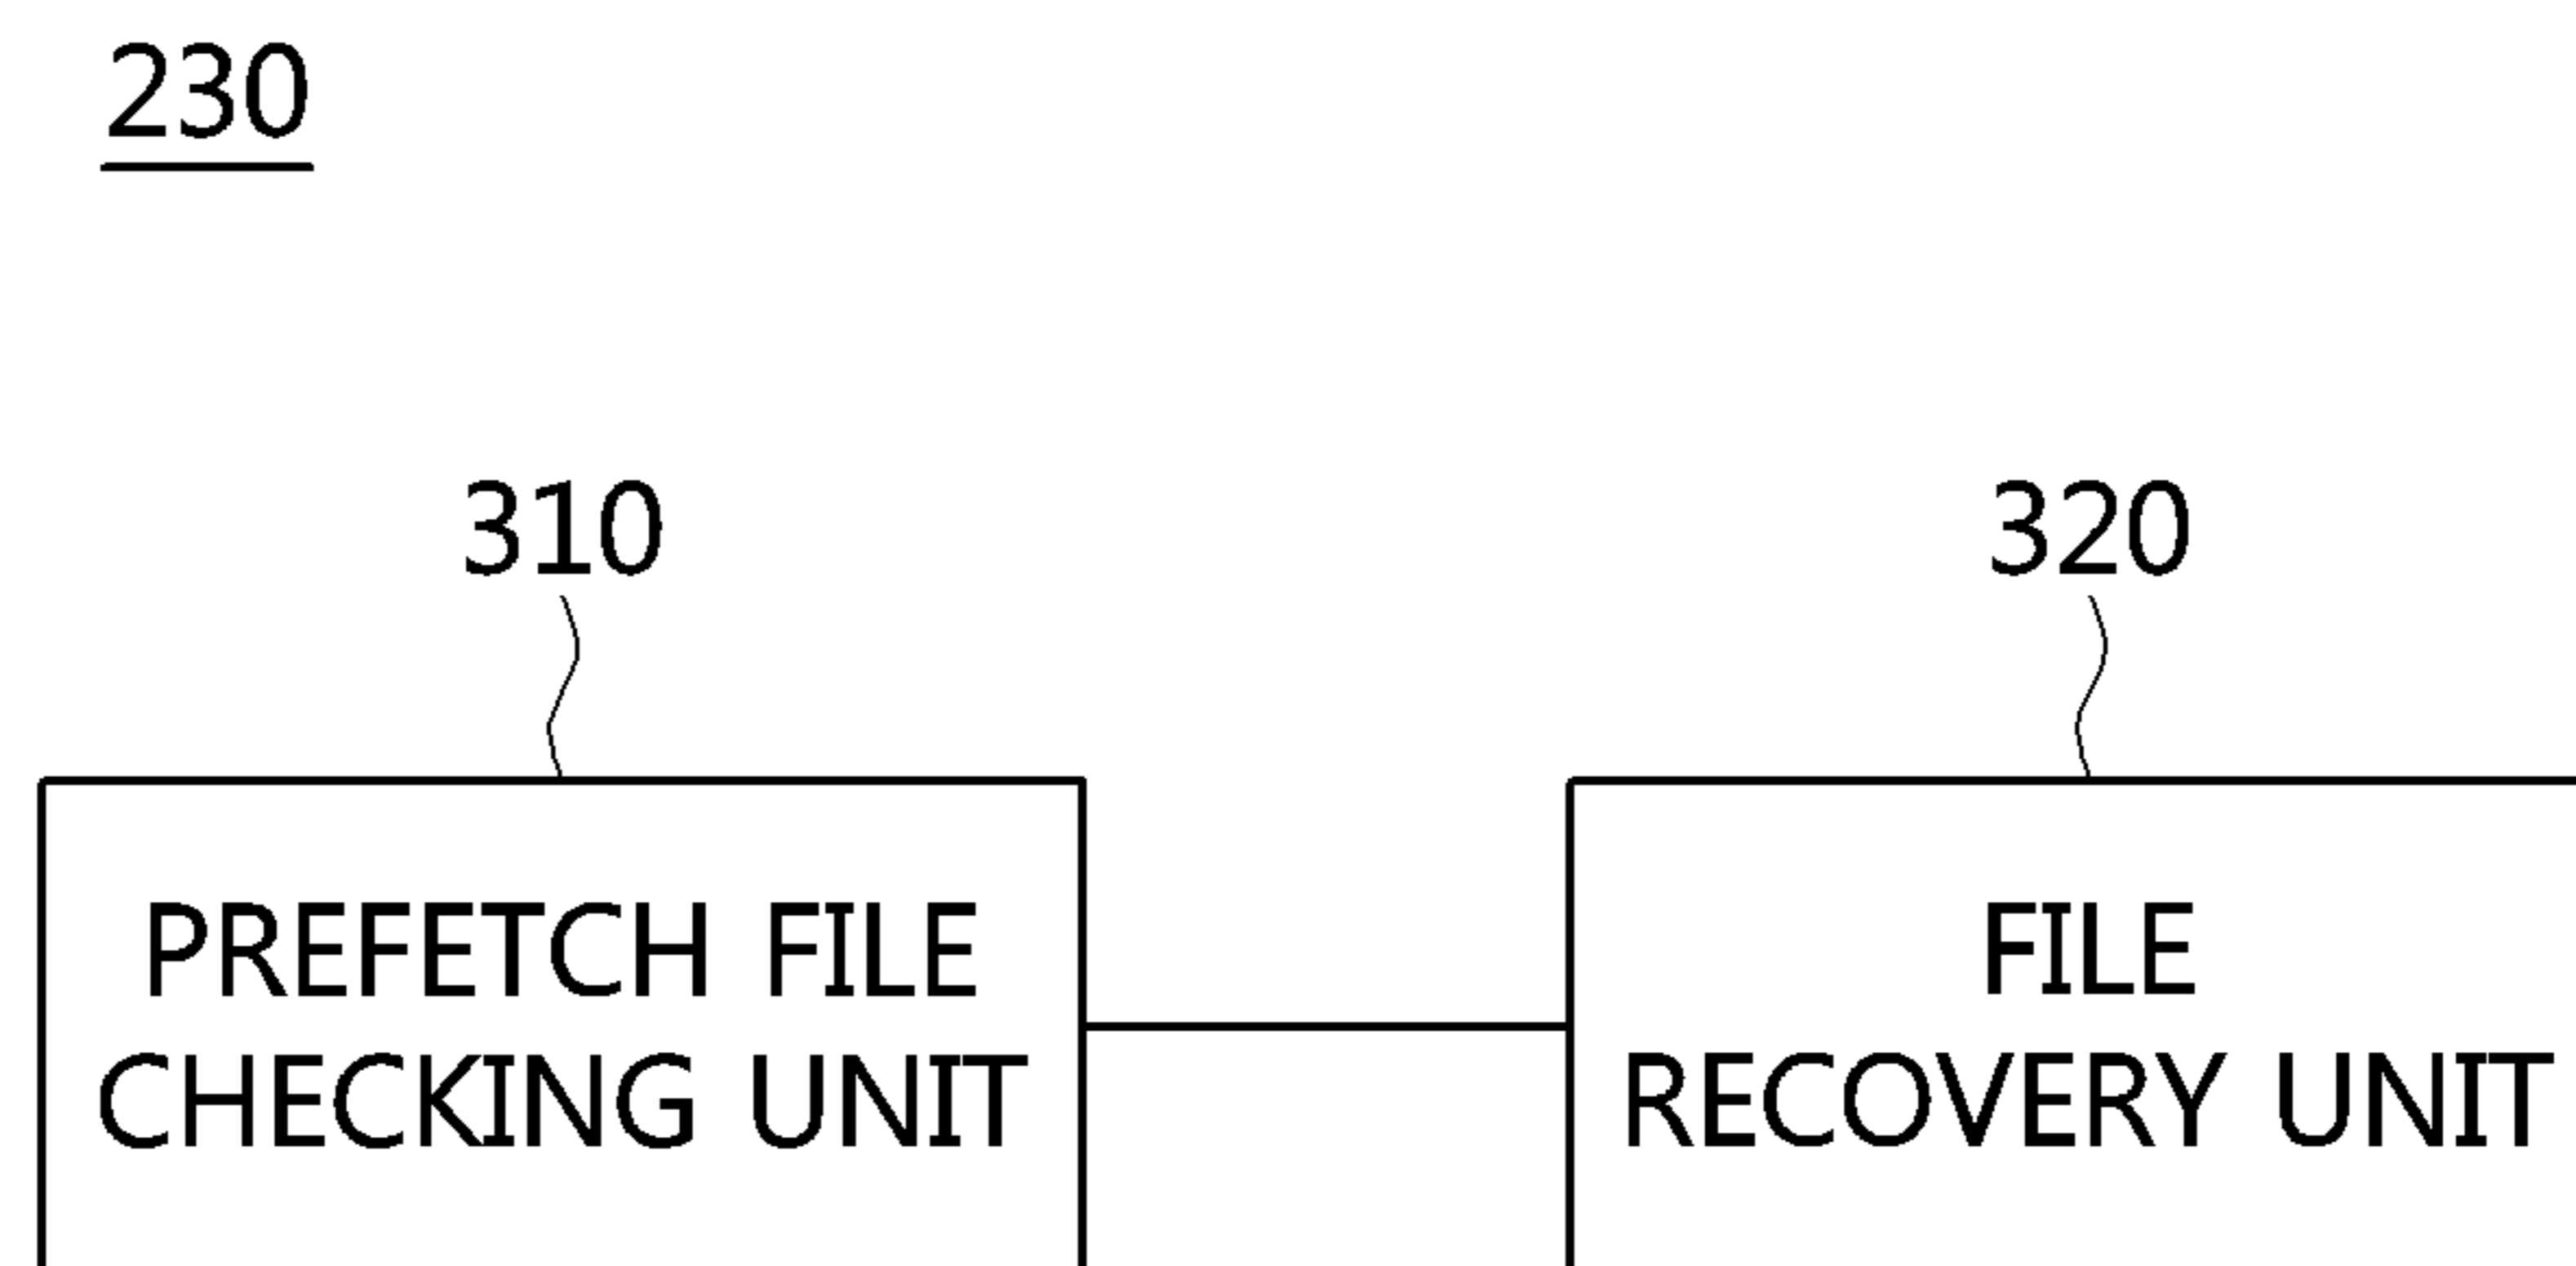 230
310
320
PREFETCH FILE
CHECKING UNIT
FILE
RECOVERY UNIT